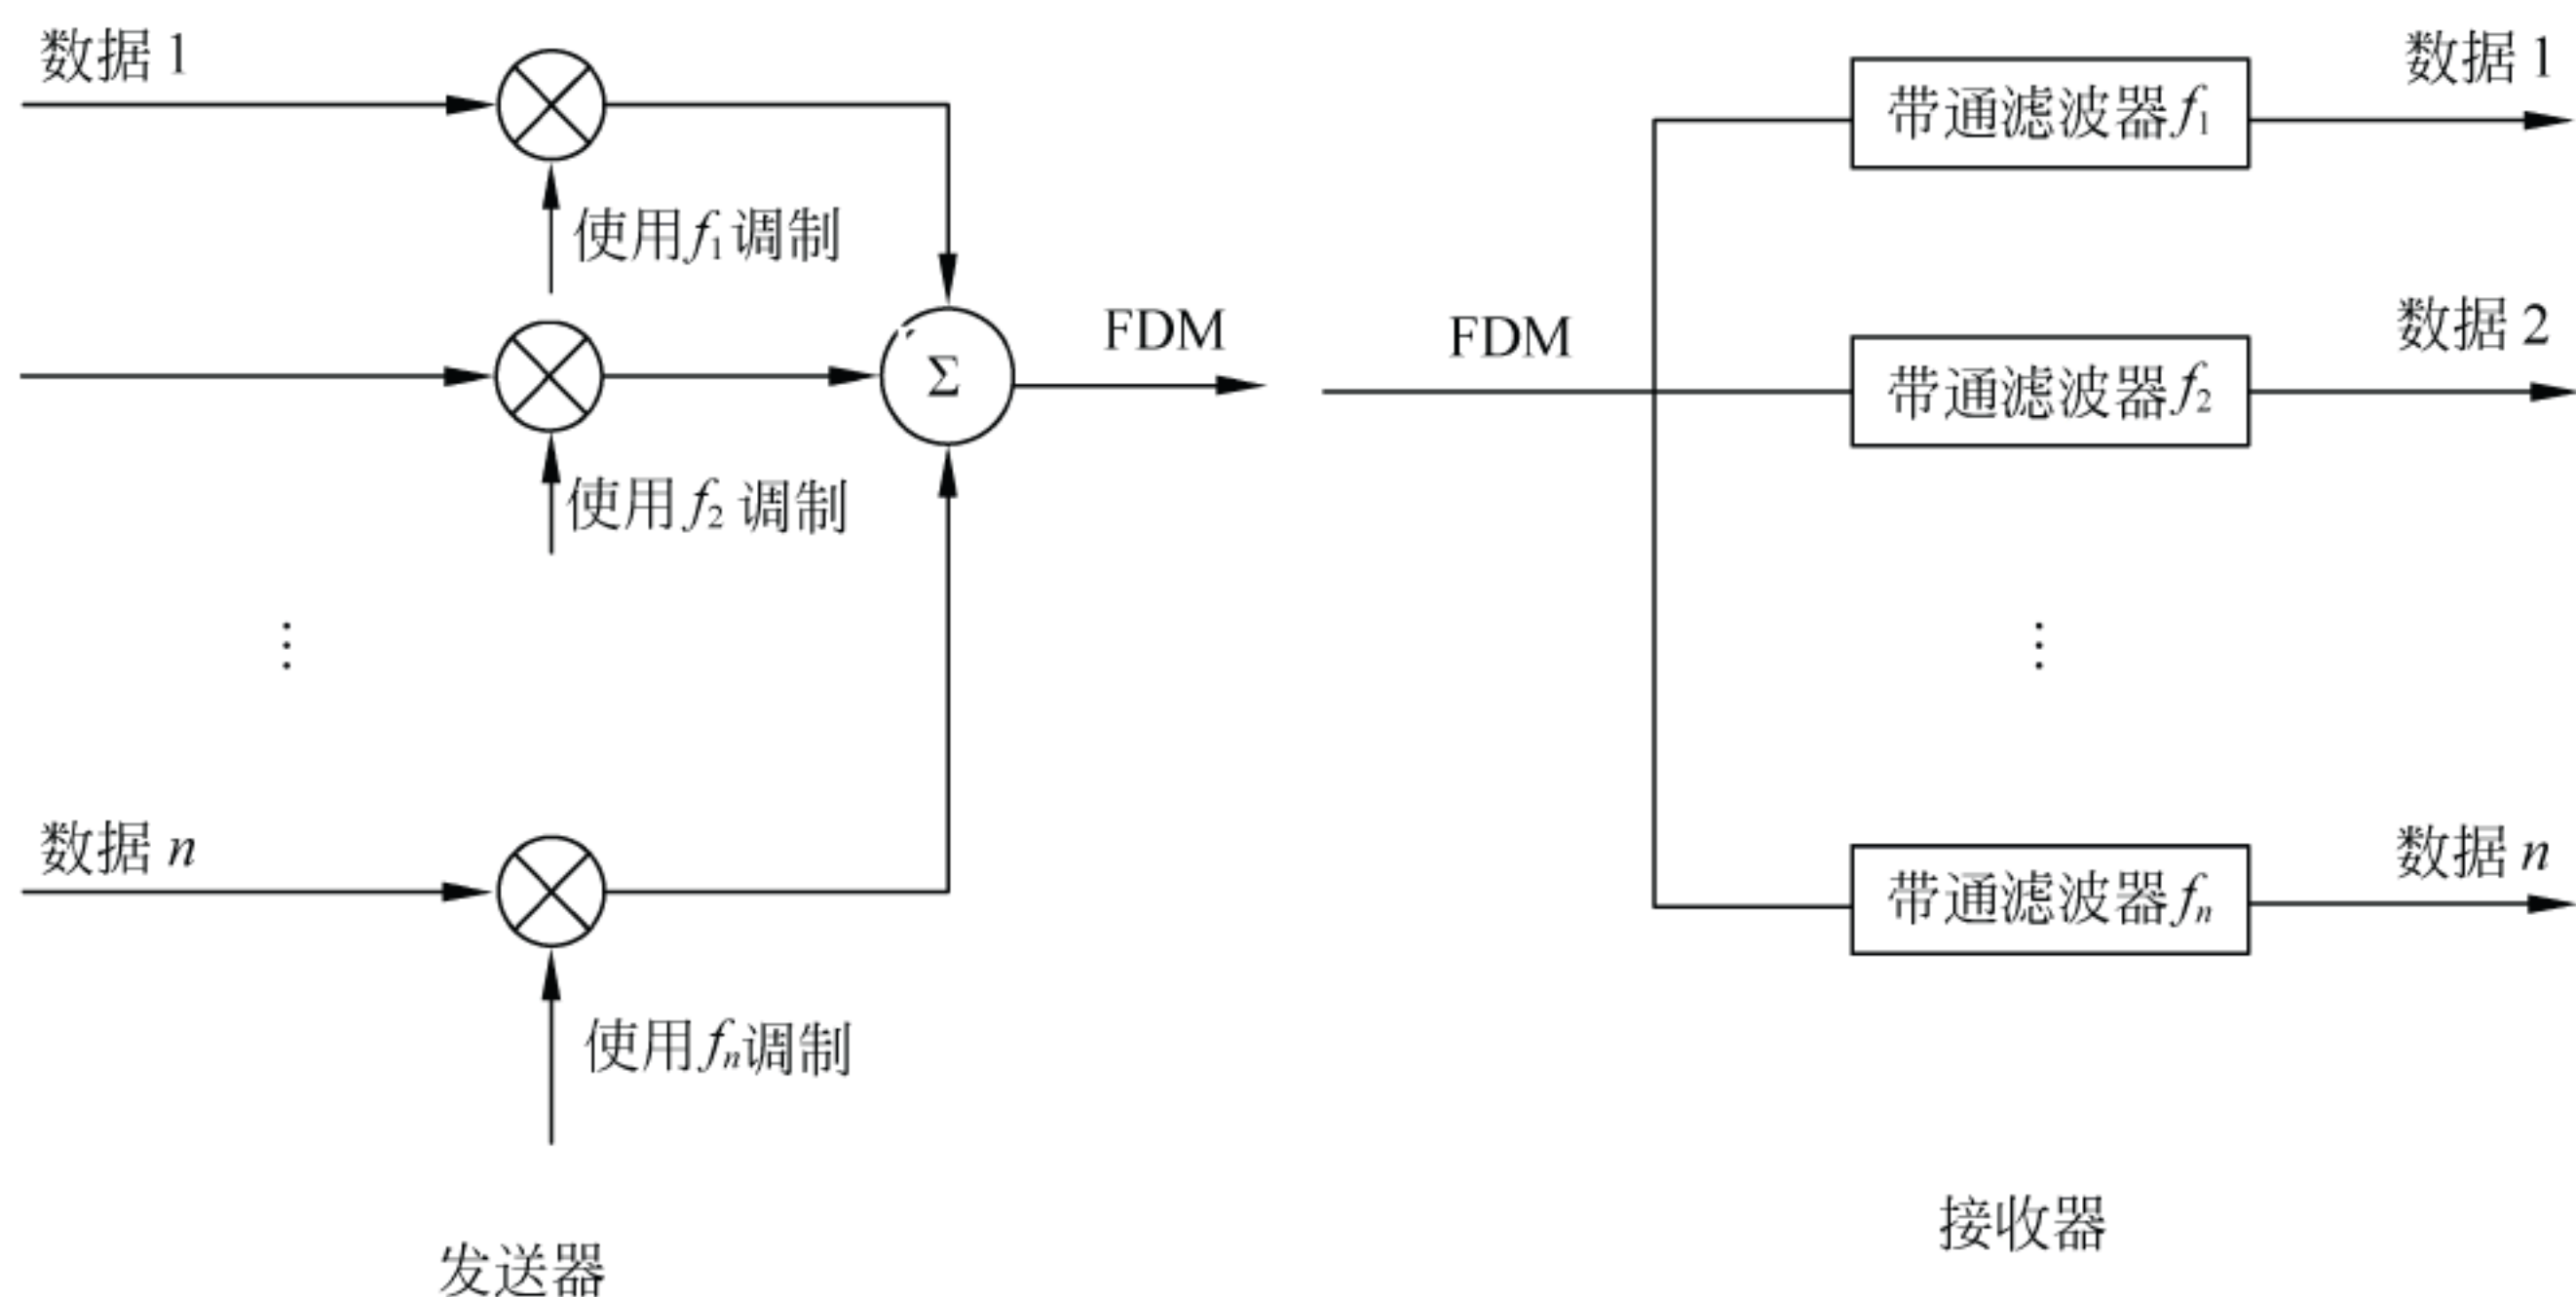 数据 1
使用f1调制
使用f2 调制
⋮
数据 n
使用fn调制
发送器
Σ
FDM
FDM
带通滤波器f1
数据 1
带通滤波器f2
数据 2
⋮
带通滤波器fn
数据 n
接收器